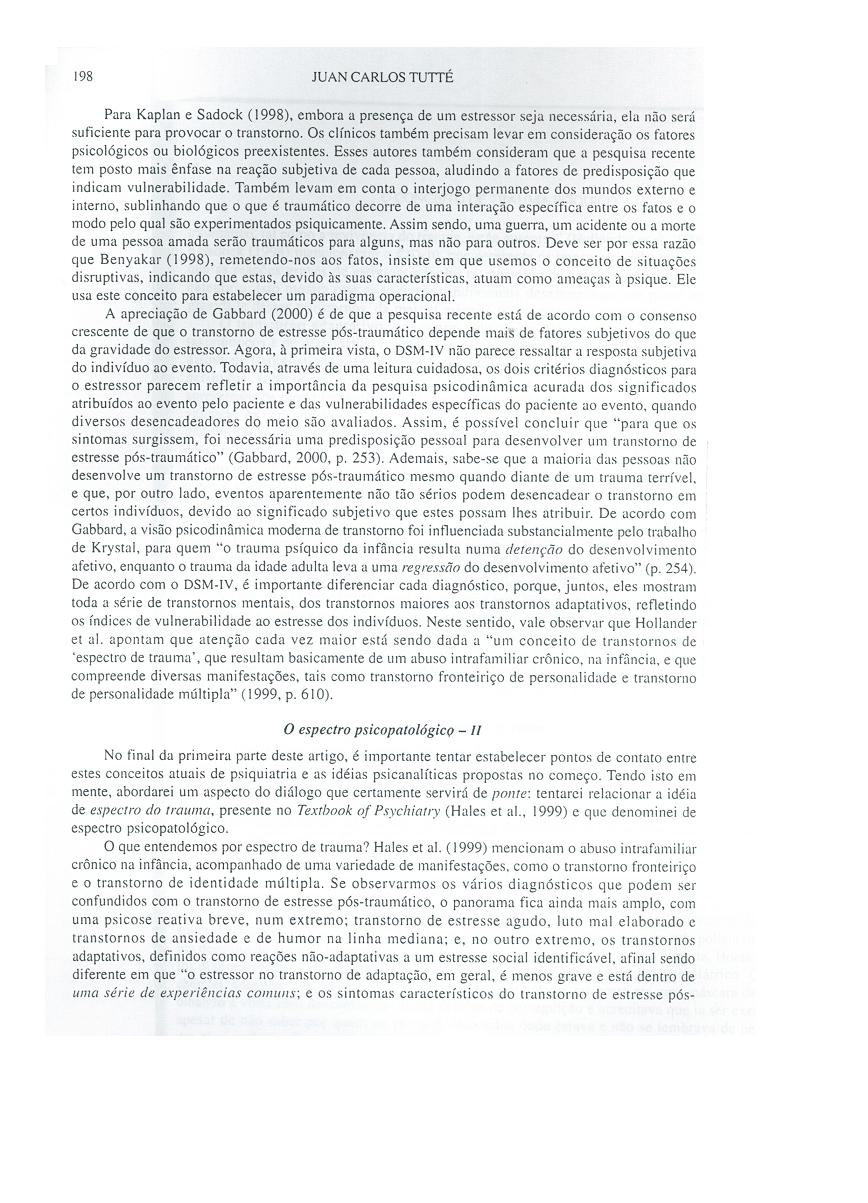 198
JUAN CARLOS TUTTÉ
Para Kaplan e Sadock (1998), embora a presença de um estressor seja necessária, ela não será
suficiente para provocar o transtorno. Os clínicos também precisam levar em consideração os fatores
psicológicos ou biológicos preexistentes. Esses autores também consideram que a pesquisa recente
tem posto mais ênfase na reação subjetiva de cada pessoa, aludindo a fatores de predisposição que
indicam vulnerabilidade. Também levam em conta o interjogo permanente dos mundos externo e
interno, sublinhando que o que é traumático decorre de uma interação específica entre os fatos e o
modo pelo qual são experimentados psiquicamente. Assim sendo, uma guerra, um acidente ou a morte
de uma pessoa amada serão traumáticos para alguns, mas não para outros. Deve ser por essa razão
que Benyakar (1998), remetendo-nos aos fatos, insiste em que usemos o conceito de situações
disruptivas, indicando que estas, devido às suas características, atuam como ameaças à psique. Ele
usa este conceito para estabelecer um paradigma operacional.
A apreciação de Gabbard (2000) é de que a pesquisa recente está de acordo com o consenso
crescente de que o transtorno de estresse pós-traumático depende mais de fatores subjetivos do que
da gravidade do estressor. Agora, à primeira vista, o DSM-IV não parece ressaltar a resposta subjetiva
do indivíduo ao evento. Todavia, através de uma leitura cuidadosa, os dois critérios diagnósticos para
o estressor parecem refletir a importância da pesquisa psicodinâmica acurada dos significados
atribuídos ao evento pelo paciente e das vulnerabilidades específicas do paciente ao evento, quando
diversos desencadeadores do meio são avaliados. Assim, é possível concluir que “para que os
sintomas surgissem, foi necessária uma predisposição pessoal para desenvolver um transtorno de
estresse pós-traumático” (Gabbard, 2000, p. 253). Ademais, sabe-se que a maioria das pessoas não
desenvolve um transtorno de estresse pós-traumático mesmo quando diante de um trauma terrível,
e que, por outro lado, eventos aparentemente não tão sérios podem desencadear o transtorno em
certos indivíduos, devido ao significado subjetivo que estes possam lhes atribuir. De acordo com
Gabbard, a visão psicodinâmica moderna de transtorno foi influenciada substancialmente pelo trabalho
de Krystal, para quem “o trauma psíquico da infância resulta numa detenção do desenvolvimento
afetivo, enquanto o trauma da idade adulta leva a uma regressão do desenvolvimento afetivo” (p. 254).
De acordo com o DSM-IV, é importante diferenciar cada diagnóstico, porque, juntos, eles mostram
toda a série de transtornos mentais, dos transtornos maiores aos transtornos adaptativos, refletindo
os índices de vulnerabilidade ao estresse dos indivíduos. Neste sentido, vale observar que Hollander
et al. apontam que atenção cada vez maior está sendo dada a “um conceito de transtornos de
‘espectro de trauma’, que resultam basicamente de um abuso intrafamiliar crônico, na infância, e que
compreende diversas manifestações, tais como transtorno fronteiriço de personalidade e transtorno
de personalidade múltipla” (1999, p. 610).
O espectro psicopatológico – II
No final da primeira parte deste artigo, é importante tentar estabelecer pontos de contato entre
estes conceitos atuais de psiquiatria e as idéias psicanalíticas propostas no começo. Tendo isto em
mente, abordarei um aspecto do diálogo que certamente servirá de ponte: tentarei relacionar a idéia
de espectro do trauma, presente no Textbook of Psychiatry (Hales et al., 1999) e que denominei de
espectro psicopatológico.
O que entendemos por espectro de trauma? Hales et al. (1999) mencionam o abuso intrafamiliar
crônico na infância, acompanhado de uma variedade de manifestações, como o transtorno fronteiriço
e o transtorno de identidade múltipla. Se observarmos os vários diagnósticos que podem ser
confundidos com o transtorno de estresse pós-traumático, o panorama fica ainda mais amplo, com
uma psicose reativa breve, num extremo; transtorno de estresse agudo, luto mal elaborado e
transtornos de ansiedade e de humor na linha mediana; e, no outro extremo, os transtornos
adaptativos, definidos como reações não-adaptativas a um estresse social identificável, afinal sendo
diferente em que “o estressor no transtorno de adaptação, em geral, é menos grave e está dentro de
uma série de experiências comuns; e os sintomas característicos do transtorno de estresse pós-